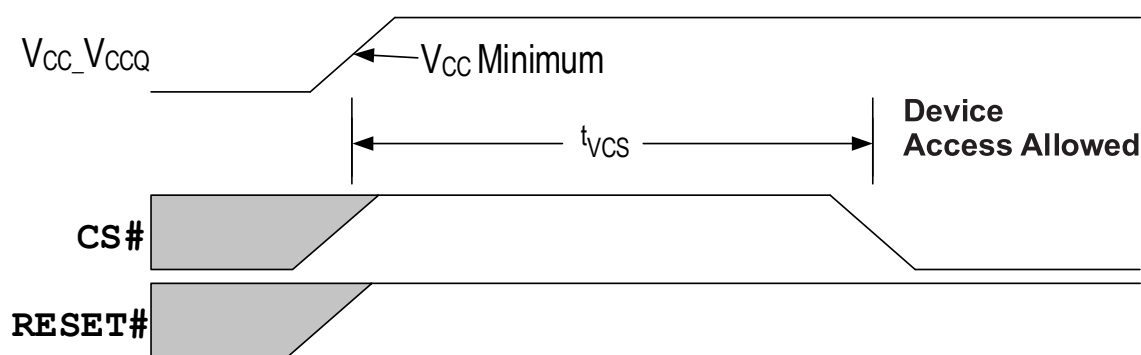 VCC_VCCQ
VCC Minimum
Device
Access Allowed
tVCS
CS#
RESET#